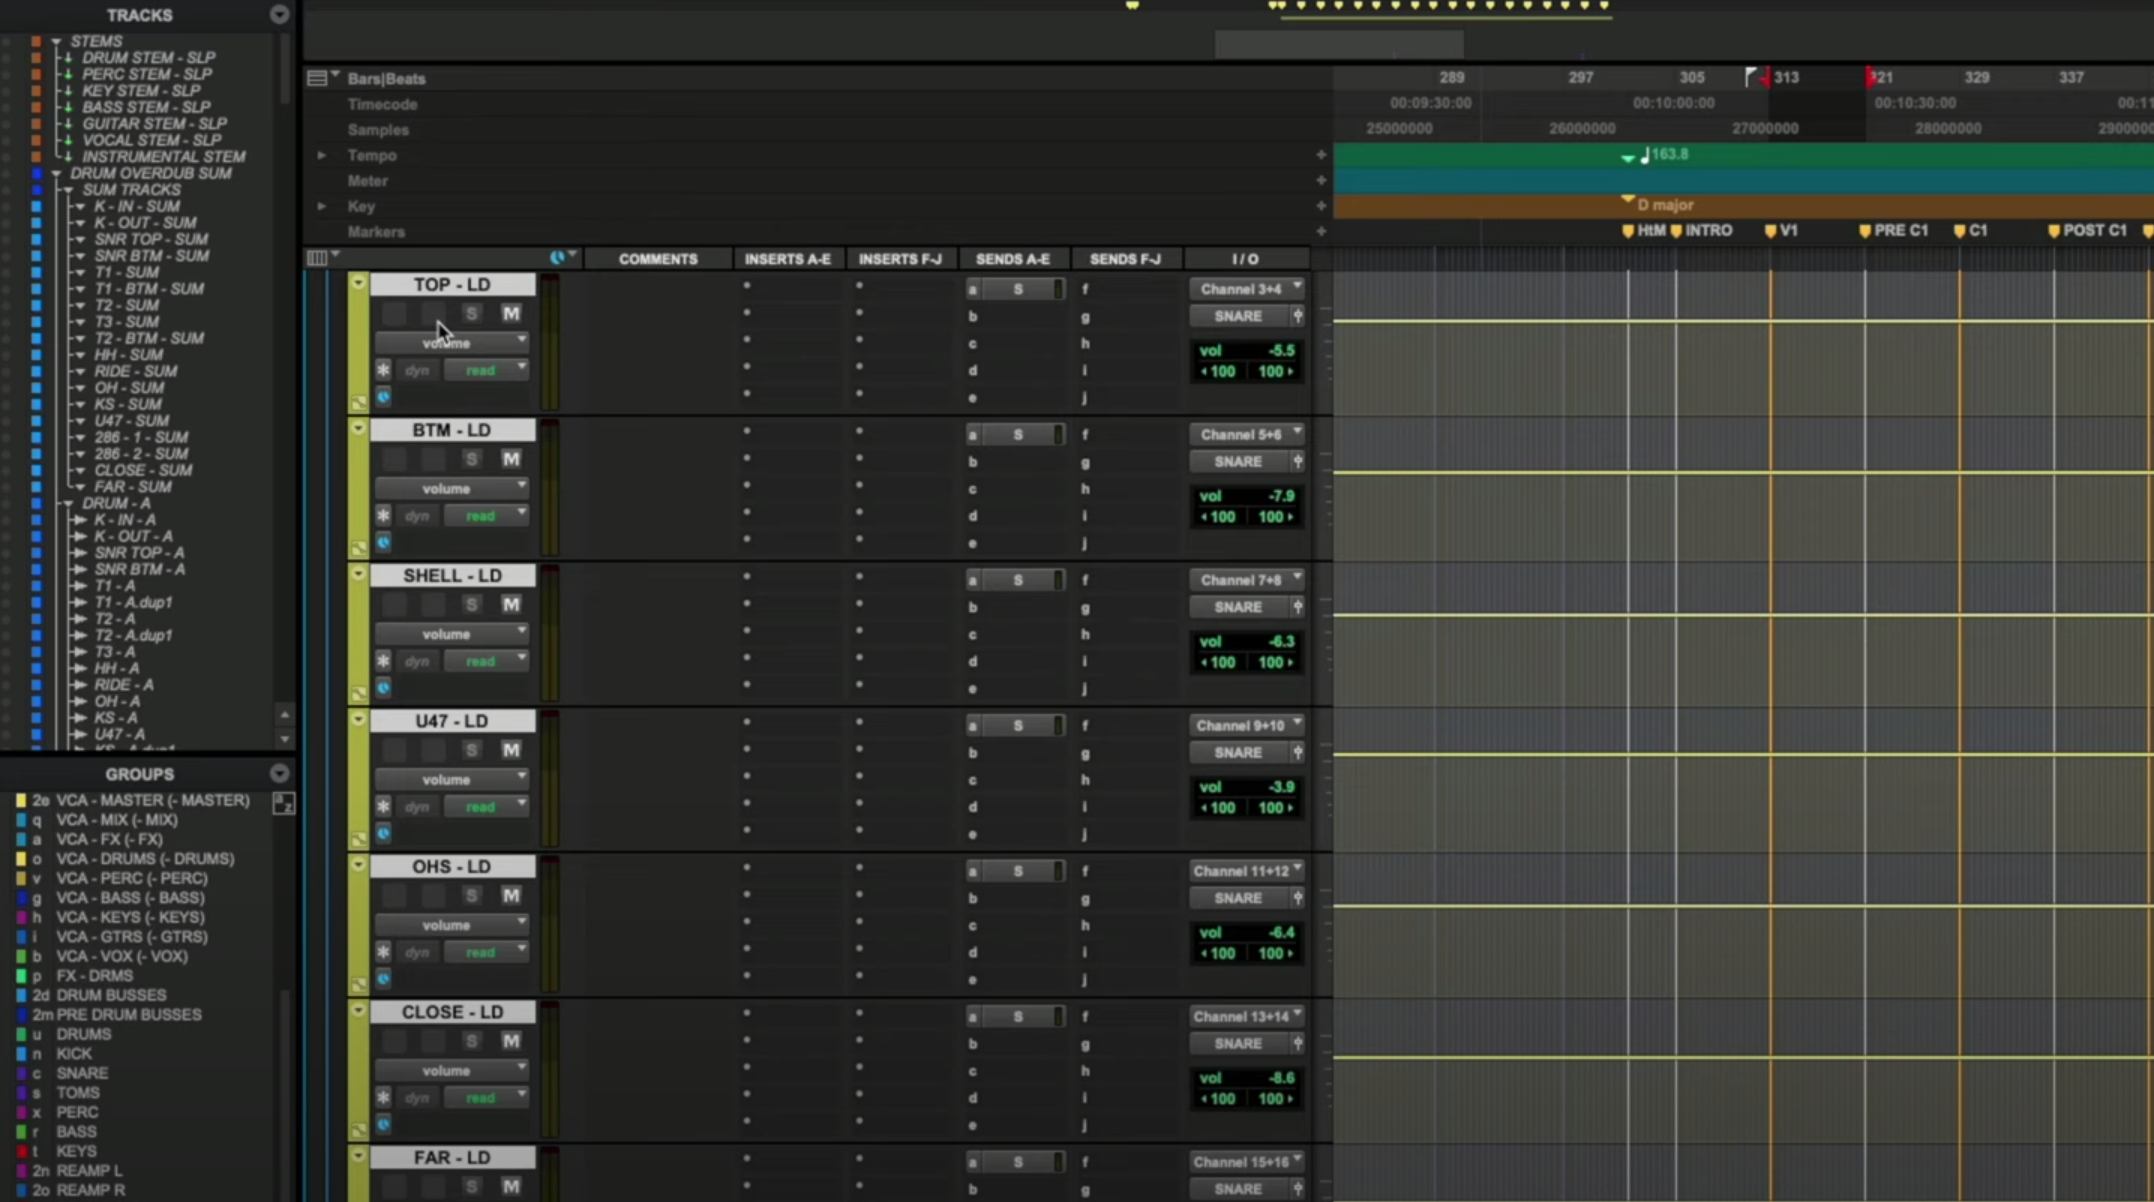 TRACKS
STEMS
DRUM STEM - SLP
PERC STEM - SLP
KEY STEM - SLP
BASS STEM - SLP
GUITAR STEM - SLP
VOCAL STEM - SLP
INSTRUMENTAL STEM
DRUM OVERDUB SUM
SUM TRACKS
K - IN - SUM
K - OUT - SUM
SNR TOP - SUM
SNR BTM - SUM
T1 - SUM
T1 - BTM - SUM
T2 - SUM
T3 - SUM
T2 - BTM - SUM
HH - SUM
RIDE - SUM
OH - SUM
KS - SUM
U47 - SUM
286 - 1 - SUM
286 - 2 - SUM
CLOSE - SUM
FAR - SUM
DRUM - A
K - IN - A
K - OUT - A
SNR TOP - A
SNR BTM - A
T1 - A
T1 - A.dup1
T2 - A
T2 - A.dup1
T3 - A
HH - A
RIDE - A
OH - A
KS - A
U47 - A
KS - A.dup1
GROUPS
a z
2e VCA - MASTER (- MASTER)
q VCA - MIX (- MIX)
a VCA - FX (- FX)
o VCA - DRUMS (- DRUMS)
v VCA - PERC (- PERC)
g VCA - BASS (- BASS)
h VCA - KEYS (- KEYS)
i VCA - GTRS (- GTRS)
b VCA - VOX (- VOX)
p FX - DRMS
2d DRUM BUSSES
2m PRE DRUM BUSSES
u DRUMS
n KICK
c SNARE
s TOMS
x PERC
r BASS
t KEYS
2n REAMP L
2o REAMP R
Bars|Beats 289 297 305 313 321 329 337
Timecode 00:09:30:00 00:10:00:00 00:10:30:00 00:11
Samples 25000000 26000000 27000000 28000000 2900000
Tempo + 163.8
Meter +
Key + D major
Markers + HtM INTRO V1 PRE C1 C1 POST C1
COMMENTS INSERTS A-E INSERTS F-J SENDS A-E SENDS F-J I / O
TOP - LD a S f Channel 3+4
S M b g SNARE
volume c h vol -5.5
dyn read d i 100 100
e j
BTM - LD a S f Channel 5+6
S M b g SNARE
volume c h vol -7.9
dyn read d i 100 100
e j
SHELL - LD a S f Channel 7+8
S M b g SNARE
volume c h vol -6.3
dyn read d i 100 100
e j
U47 - LD a S f Channel 9+10
S M b g SNARE
volume c h vol -3.9
dyn read d i 100 100
e j
OHS - LD a S f Channel 11+12
S M b g SNARE
volume c h vol -6.4
dyn read d i 100 100
e j
CLOSE - LD a S f Channel 13+14
S M b g SNARE
volume c h vol -8.6
dyn read d i 100 100
e j
FAR - LD a S f Channel 15+16
S M b g SNARE